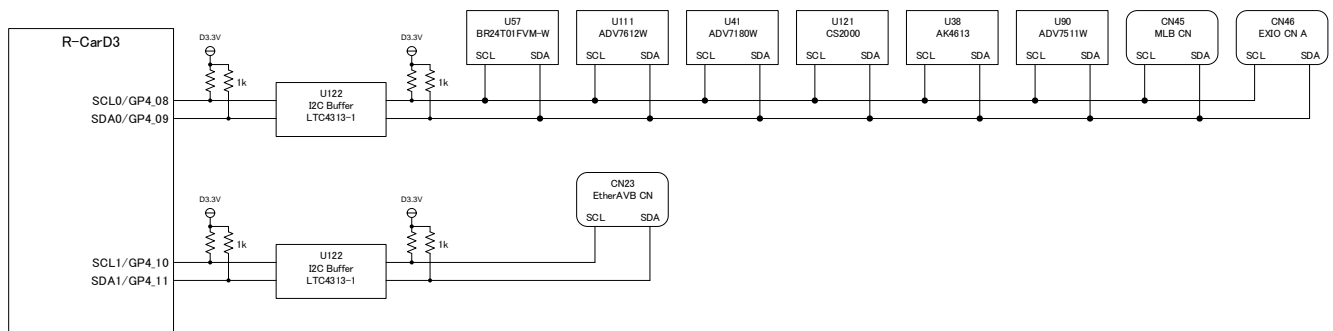 R-CarD3
SCL0/GP4_08
SDA0/GP4_09
SCL1/GP4_10
SDA1/GP4_11
D3.3V
1k
U122
I2C Buffer
LTC4313-1
D3.3V
1k
U57
BR24T01FVM-W
SCL SDA
U111
ADV7612W
SCL SDA
U41
ADV7180W
SCL SDA
U121
CS2000
SCL SDA
U38
AK4613
SCL SDA
U90
ADV7511W
SCL SDA
CN45
MLB CN
SCL SDA
CN46
EXIO CN A
SCL SDA
D3.3V
1k
U122
I2C Buffer
LTC4313-1
D3.3V
1k
CN23
EtherAVB CN
SCL SDA